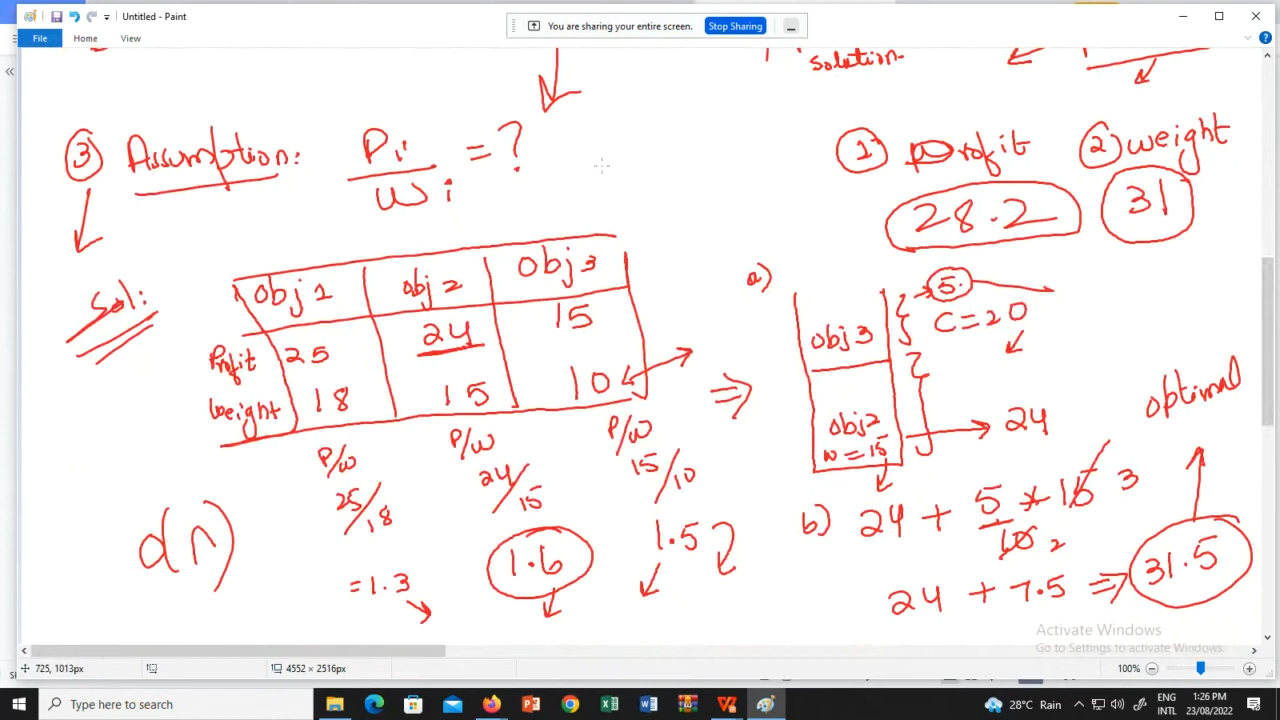 Untitled - Paint
You are sharing your entire screen. Stop Sharing
File Home View
solution.
③ Assumption: Pi / Wi = ?
① Profit ② weight
28.2 31
Sol:
obj 1 obj 2 obj 3
Profit 25 24 15
weight 18 15 10
P/W P/W P/W
25/18 24/15 15/10
= 1.3 1.6 1.5
d(n)
a)
obj 3 5. C = 20
obj 2 24
w = 15
optimal
b) 24 + 5/10 * 15 3
2
24 + 7.5 ⇒ 31.5
Activate Windows
Go to Settings to activate Windows.
725, 1013px 4552 × 2516px 100%
Type here to search
28°C Rain ENG INTL 1:26 PM 23/08/2022